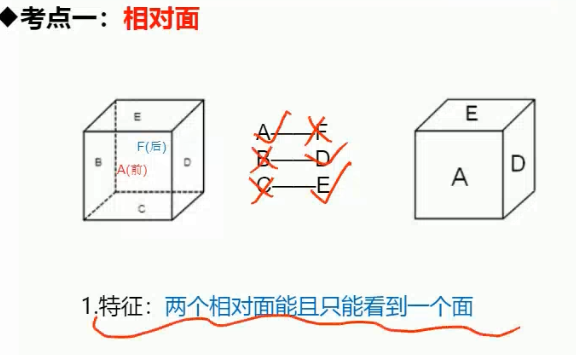 ◆考点一：相对面
E
F(后)
B
A(前)
D
C
A——F
B——D
C——E
E
A
D
1.特征：两个相对面能且只能看到一个面